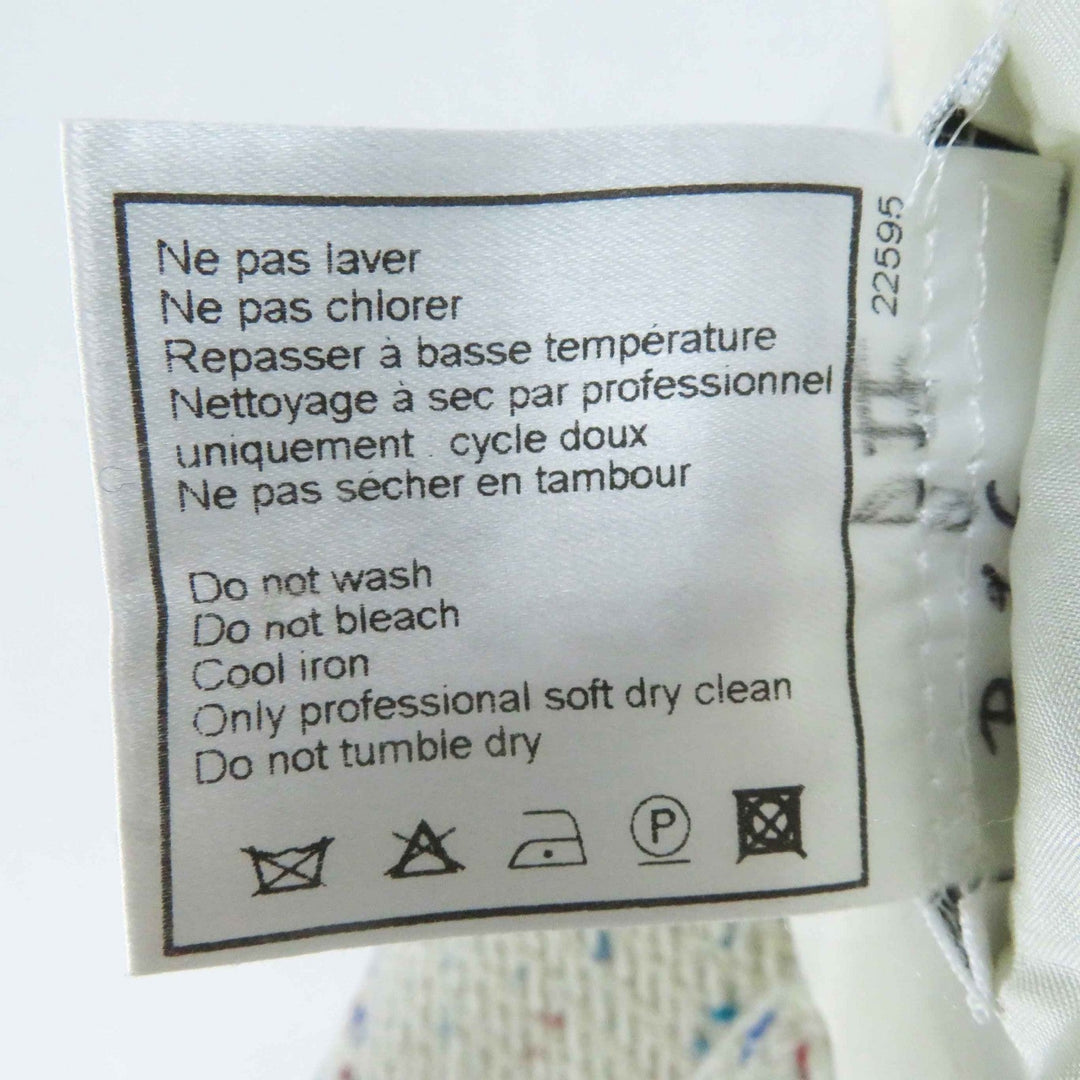 Ne pas laver
Ne pas chlorer
Repasser à basse température
Nettoyage à sec par professionnel
uniquement . cycle doux
Ne pas sécher en tambour
Do not wash
Do not bleach
Cool iron
Only professional soft dry clean
Do not tumble dry
P
22595